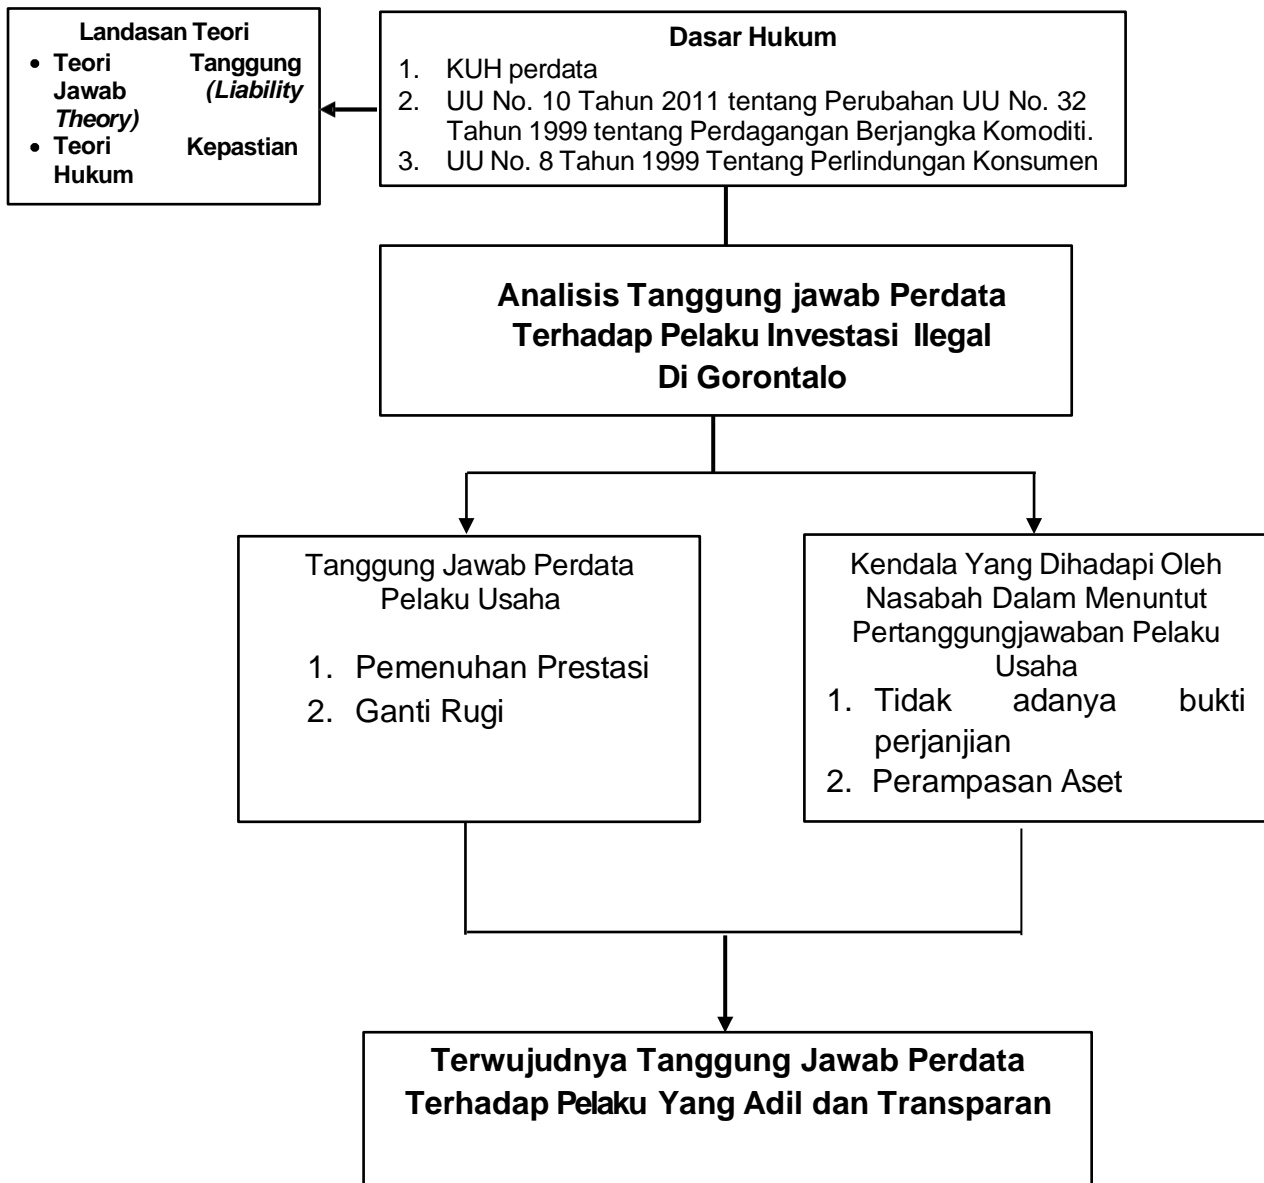 Landasan Teori
• Teori Tanggung
Jawab (Liability
Theory)
• Teori Kepastian
Hukum
Dasar Hukum
1. KUH perdata
2. UU No. 10 Tahun 2011 tentang Perubahan UU No. 32
Tahun 1999 tentang Perdagangan Berjangka Komoditi.
3. UU No. 8 Tahun 1999 Tentang Perlindungan Konsumen
Analisis Tanggung jawab Perdata
Terhadap Pelaku Investasi Ilegal
Di Gorontalo
Tanggung Jawab Perdata
Pelaku Usaha
1. Pemenuhan Prestasi
2. Ganti Rugi
Kendala Yang Dihadapi Oleh
Nasabah Dalam Menuntut
Pertanggungjawaban Pelaku
Usaha
1. Tidak adanya bukti
perjanjian
2. Perampasan Aset
Terwujudnya Tanggung Jawab Perdata
Terhadap Pelaku Yang Adil dan Transparan